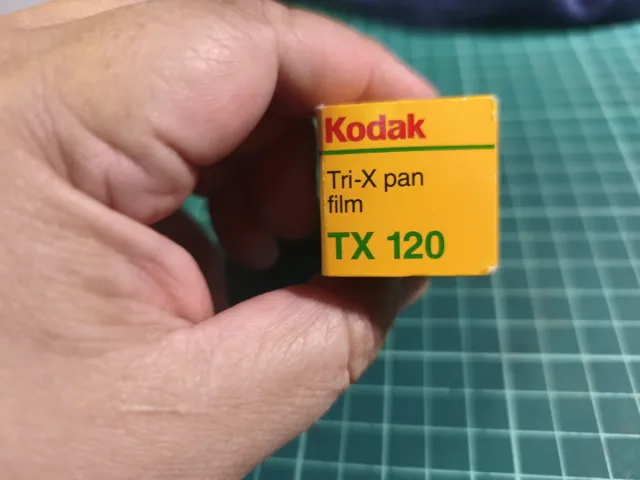 Kodak
Tri-X pan
film
TX 120